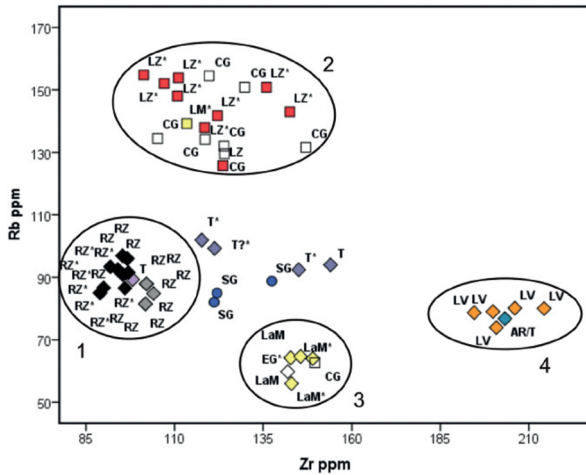 170
2
LZ* LZ* CG CG LZ*
150
LZ* LZ* LM* LZ* LZ*
CG LZ* CG CG
130
CG LZ
CG
Rb ppm
110
T*
RZ RZ
RZ RZ T?* T* T
RZ* RZ*
RZ* RZ* T RZ RZ SG
90
RZ* RZ SG LV LV LV LV
RZ* RZ* RZ SG AR/T
RZ* RZ RZ LV
1 LaM 4
70
EG* LaM*
LaM CG
LaM* 3
50
85 110 135 160 185 210
Zr ppm